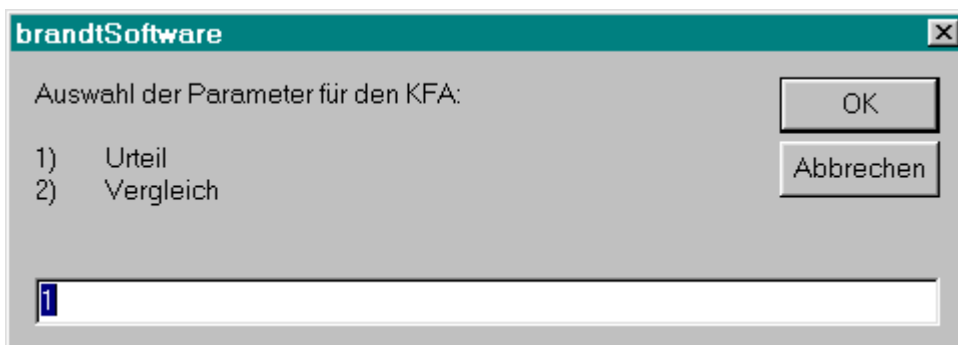 brandtSoftware
Auswahl der Parameter für den KFA:
OK
1) Urteil
2) Vergleich
Abbrechen
1